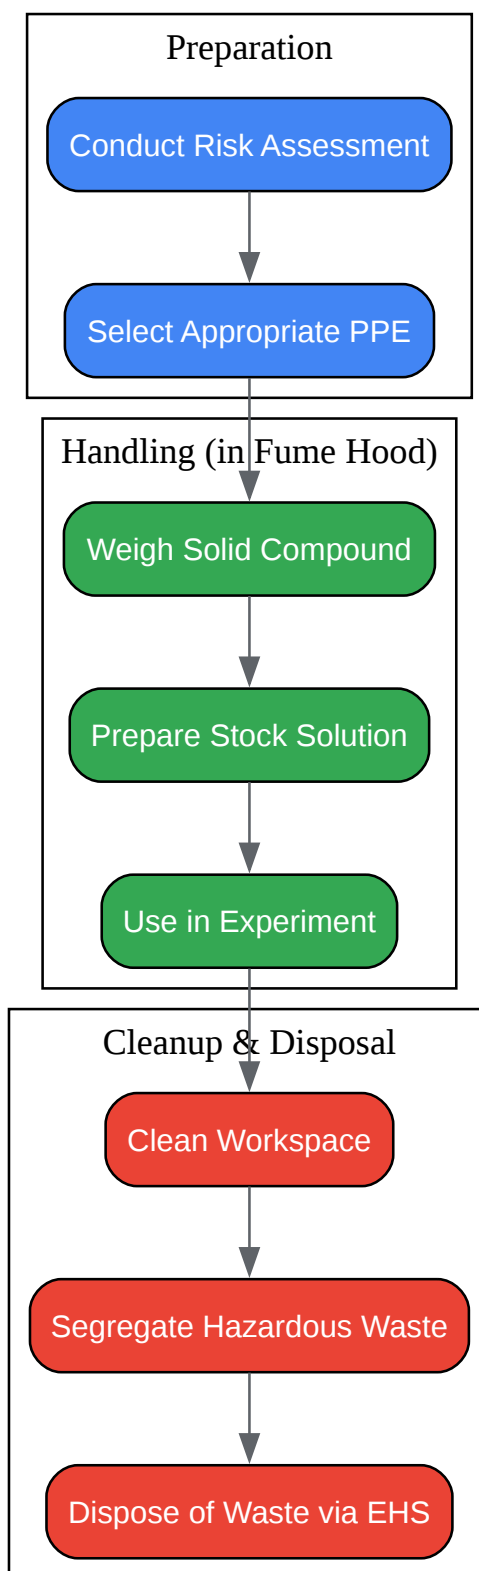 Preparation
Conduct Risk Assessment
Select Appropriate PPE
Handling (in Fume Hood)
Weigh Solid Compound
Prepare Stock Solution
Use in Experiment
Cleanup & Disposal
Clean Workspace
Segregate Hazardous Waste
Dispose of Waste via EHS